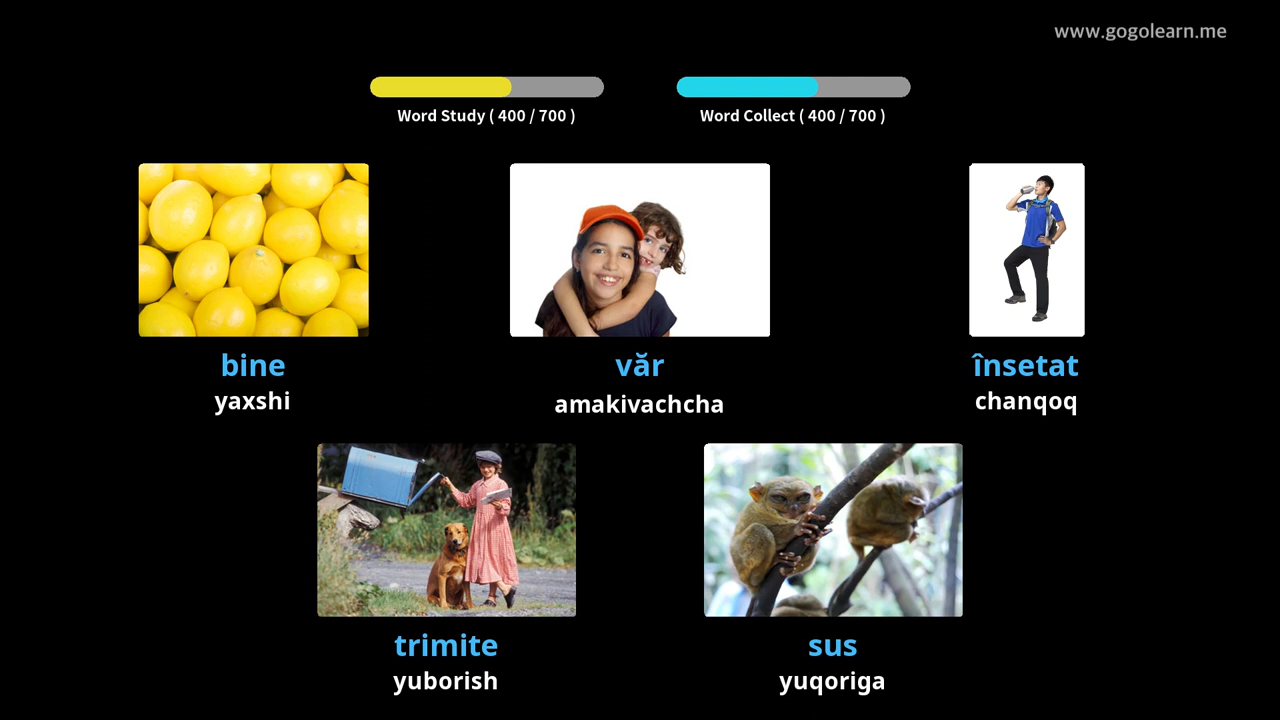 www.gogolearn.me
Word Study ( 400 / 700 )
Word Collect ( 400 / 700 )
bine
yaxshi
văr
amakivachcha
însetat
chanqoq
trimite
yuborish
sus
yuqoriga